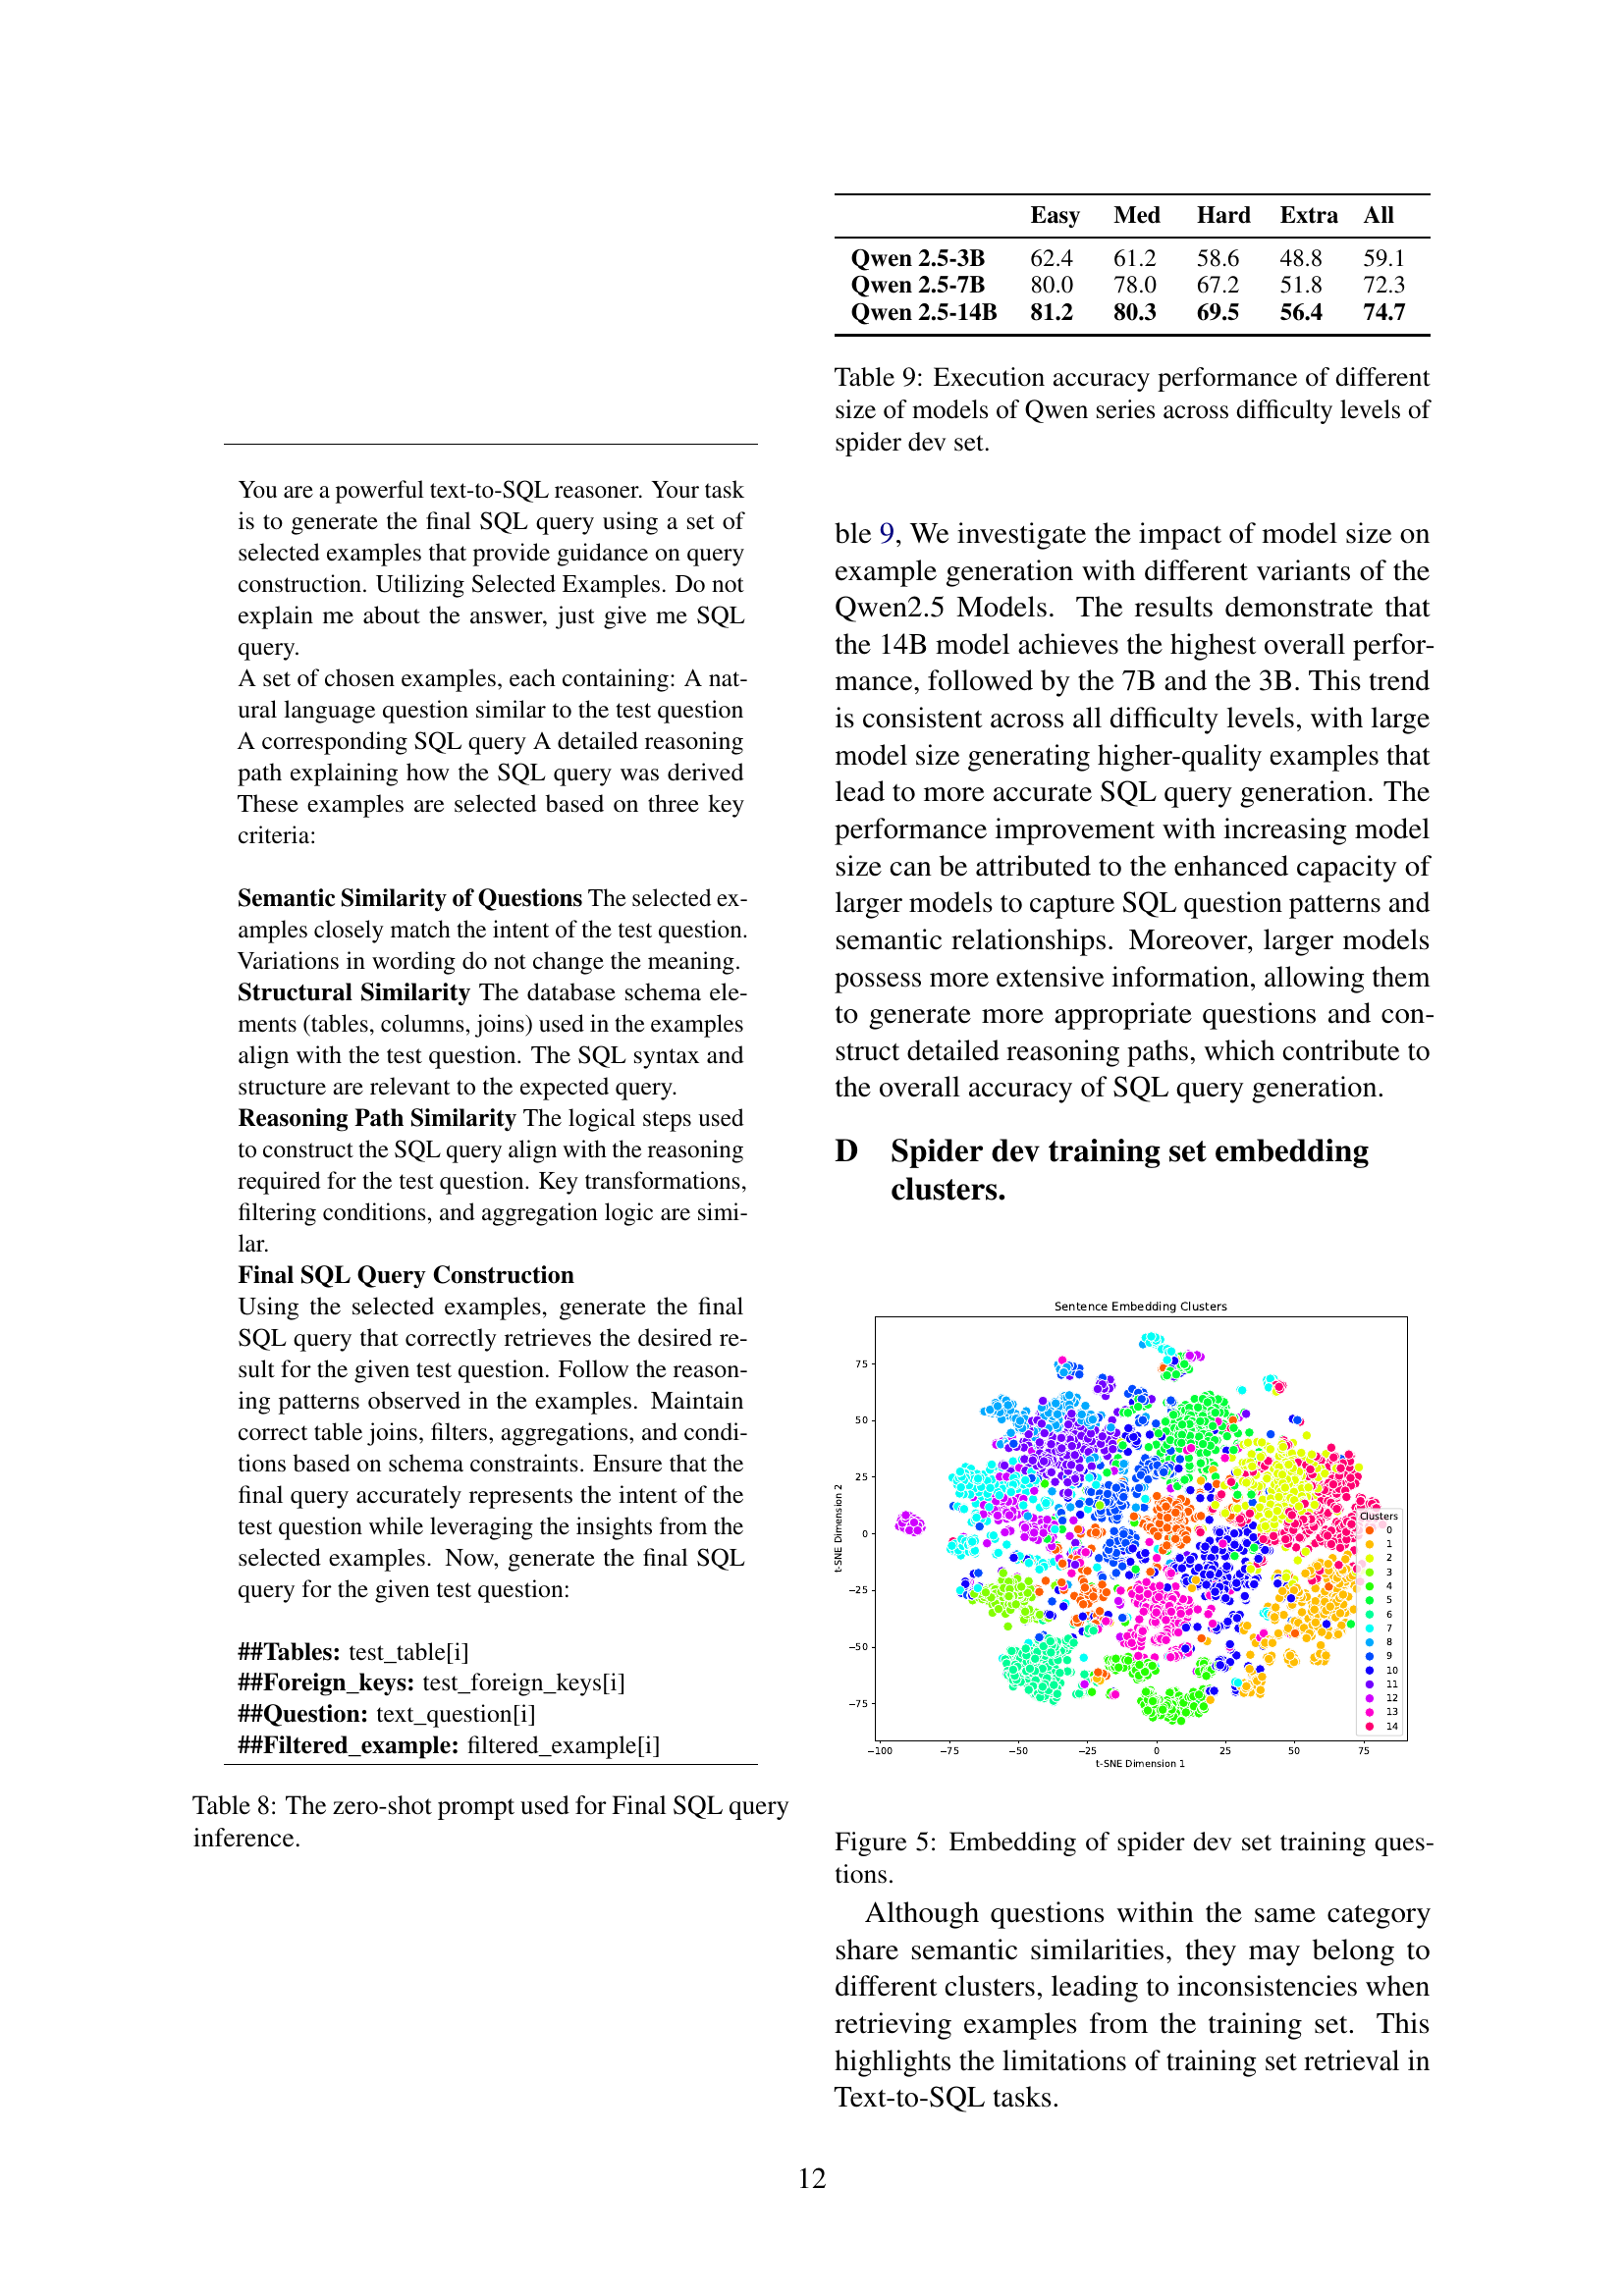 You are a powerful text-to-SQL reasoner. Your task
is to generate the final SQL query using a set of
selected examples that provide guidance on query
construction. Utilizing Selected Examples. Do not
explain me about the answer, just give me SQL
query.
A set of chosen examples, each containing: A nat-
ural language question similar to the test question
A corresponding SQL query A detailed reasoning
path explaining how the SQL query was derived
These examples are selected based on three key
criteria:
Semantic Similarity of Questions The selected ex-
amples closely match the intent of the test question.
Variations in wording do not change the meaning.
Structural Similarity The database schema ele-
ments (tables, columns, joins) used in the examples
align with the test question. The SQL syntax and
structure are relevant to the expected query.
Reasoning Path Similarity The logical steps used
to construct the SQL query align with the reasoning
required for the test question. Key transformations,
filtering conditions, and aggregation logic are simi-
lar.
Final SQL Query Construction
Using the selected examples, generate the final
SQL query that correctly retrieves the desired re-
sult for the given test question. Follow the reason-
ing patterns observed in the examples. Maintain
correct table joins, filters, aggregations, and condi-
tions based on schema constraints. Ensure that the
final query accurately represents the intent of the
test question while leveraging the insights from the
selected examples. Now, generate the final SQL
query for the given test question:
##Tables: test_table[i]
##Foreign_keys: test_foreign_keys[i]
##Question: text_question[i]
##Filtered_example: filtered_example[i]
Table 8: The zero-shot prompt used for Final SQL query
inference.
Easy Med Hard Extra All
Qwen 2.5-3B 62.4 61.2 58.6 48.8 59.1
Qwen 2.5-7B 80.0 78.0 67.2 51.8 72.3
Qwen 2.5-14B 81.2 80.3 69.5 56.4 74.7
Table 9: Execution accuracy performance of different
size of models of Qwen series across difficulty levels of
spider dev set.
ble 9, We investigate the impact of model size on
example generation with different variants of the
Qwen2.5 Models. The results demonstrate that
the 14B model achieves the highest overall perfor-
mance, followed by the 7B and the 3B. This trend
is consistent across all difficulty levels, with large
model size generating higher-quality examples that
lead to more accurate SQL query generation. The
performance improvement with increasing model
size can be attributed to the enhanced capacity of
larger models to capture SQL question patterns and
semantic relationships. Moreover, larger models
possess more extensive information, allowing them
to generate more appropriate questions and con-
struct detailed reasoning paths, which contribute to
the overall accuracy of SQL query generation.
D Spider dev training set embedding
clusters.
Sentence Embedding Clusters
t-SNE Dimension 2
75
50
25
0
−25
−50
−75
Clusters
0
1
2
3
4
5
6
7
8
9
10
11
12
13
14
−100 −75 −50 −25 0 25 50 75
t-SNE Dimension 1
Figure 5: Embedding of spider dev set training ques-
tions.
Although questions within the same category
share semantic similarities, they may belong to
different clusters, leading to inconsistencies when
retrieving examples from the training set. This
highlights the limitations of training set retrieval in
Text-to-SQL tasks.
12